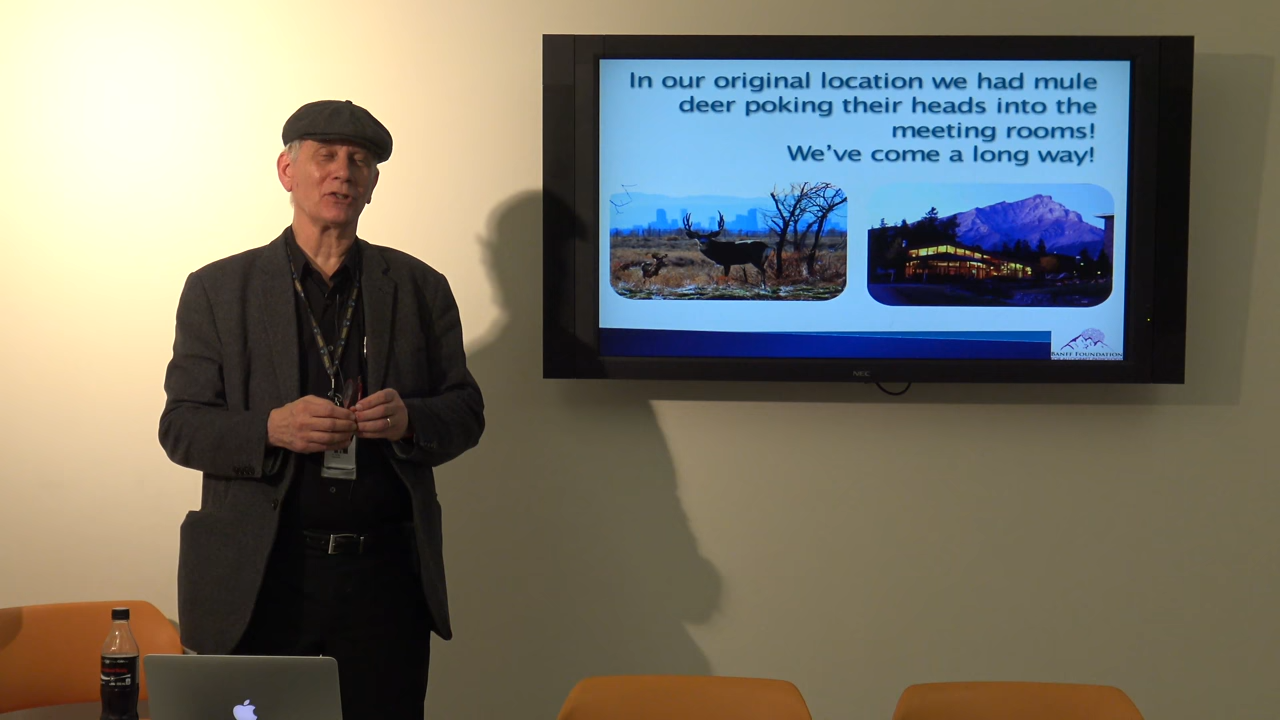 In our original location we had mule
deer poking their heads into the
meeting rooms!
We've come a long way!
BANFF FOUNDATION
NEC